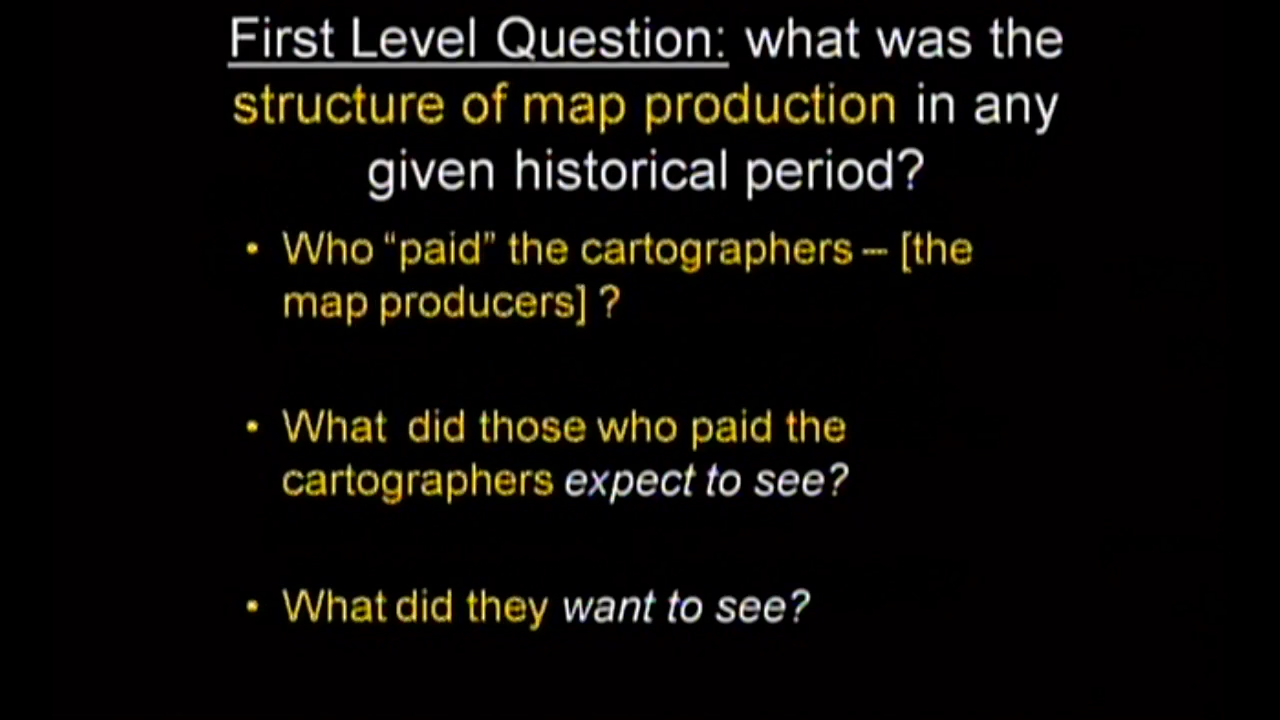 First Level Question: what was the
structure of map production in any
given historical period?
• Who “paid” the cartographers – [the
map producers] ?
• What did those who paid the
cartographers expect to see?
• What did they want to see?